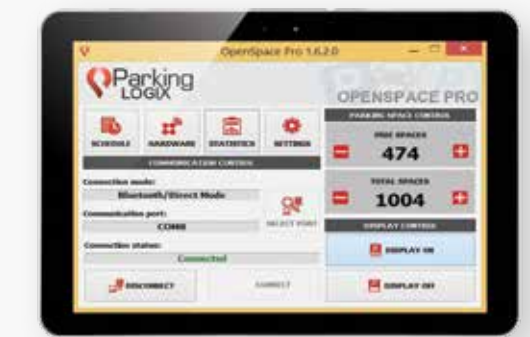 OpenSpace Pro 1.6.2.0
Parking
LOGIX
OPENSPACE PRO
SCHEDULE HARDWARE STATISTICS SETTINGS
COMMUNICATION CONTROL
Connection mode:
Bluetooth/Direct Mode
Communication port:
COM8
SELECT PORT
Connection status:
Connected
DISCONNECT CONNECT
PARKING SPACE CONTROL
FREE SPACES
474
TOTAL SPACES
1004
DISPLAY CONTROL
DISPLAY ON
DISPLAY OFF